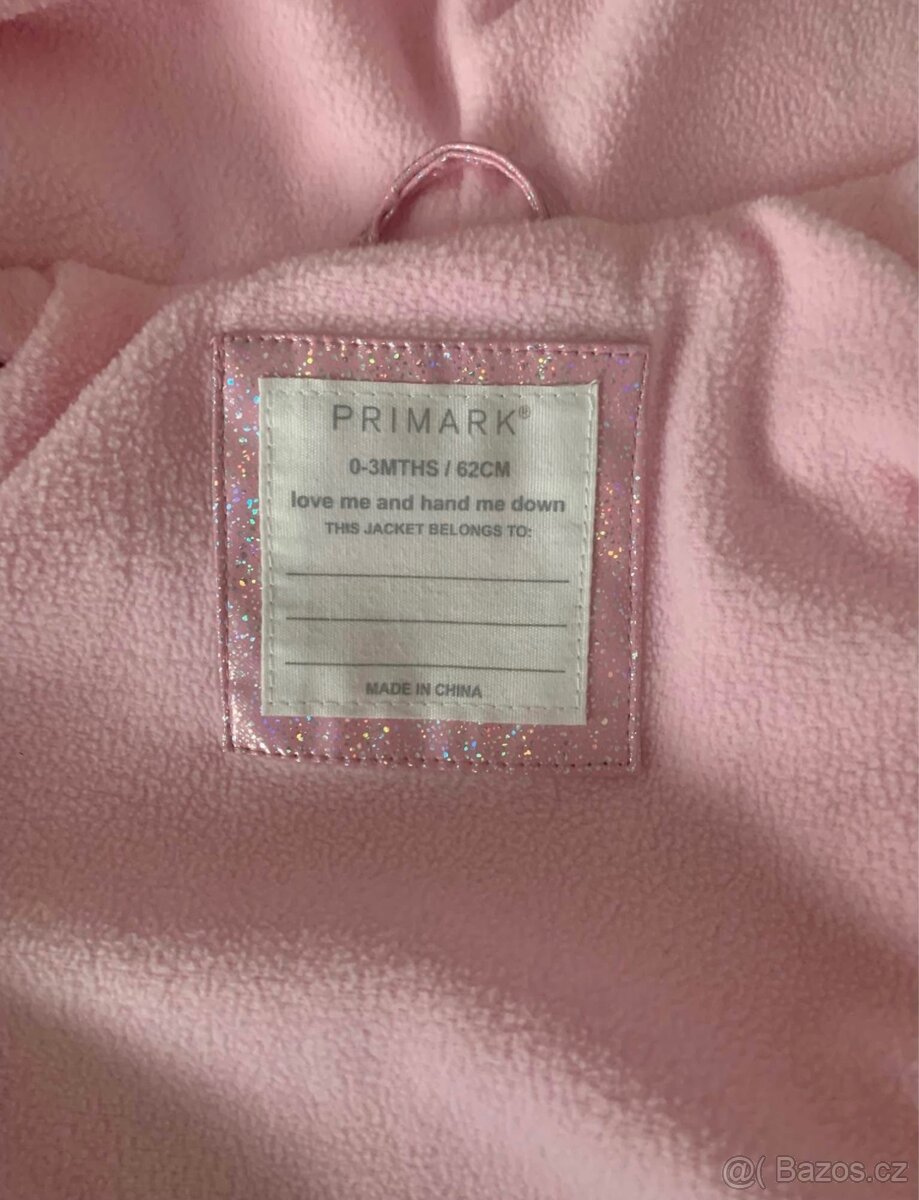 PRIMARK®
0-3MTHS / 62CM
love me and hand me down
THIS JACKET BELONGS TO:
MADE IN CHINA
@( Bazos.cz